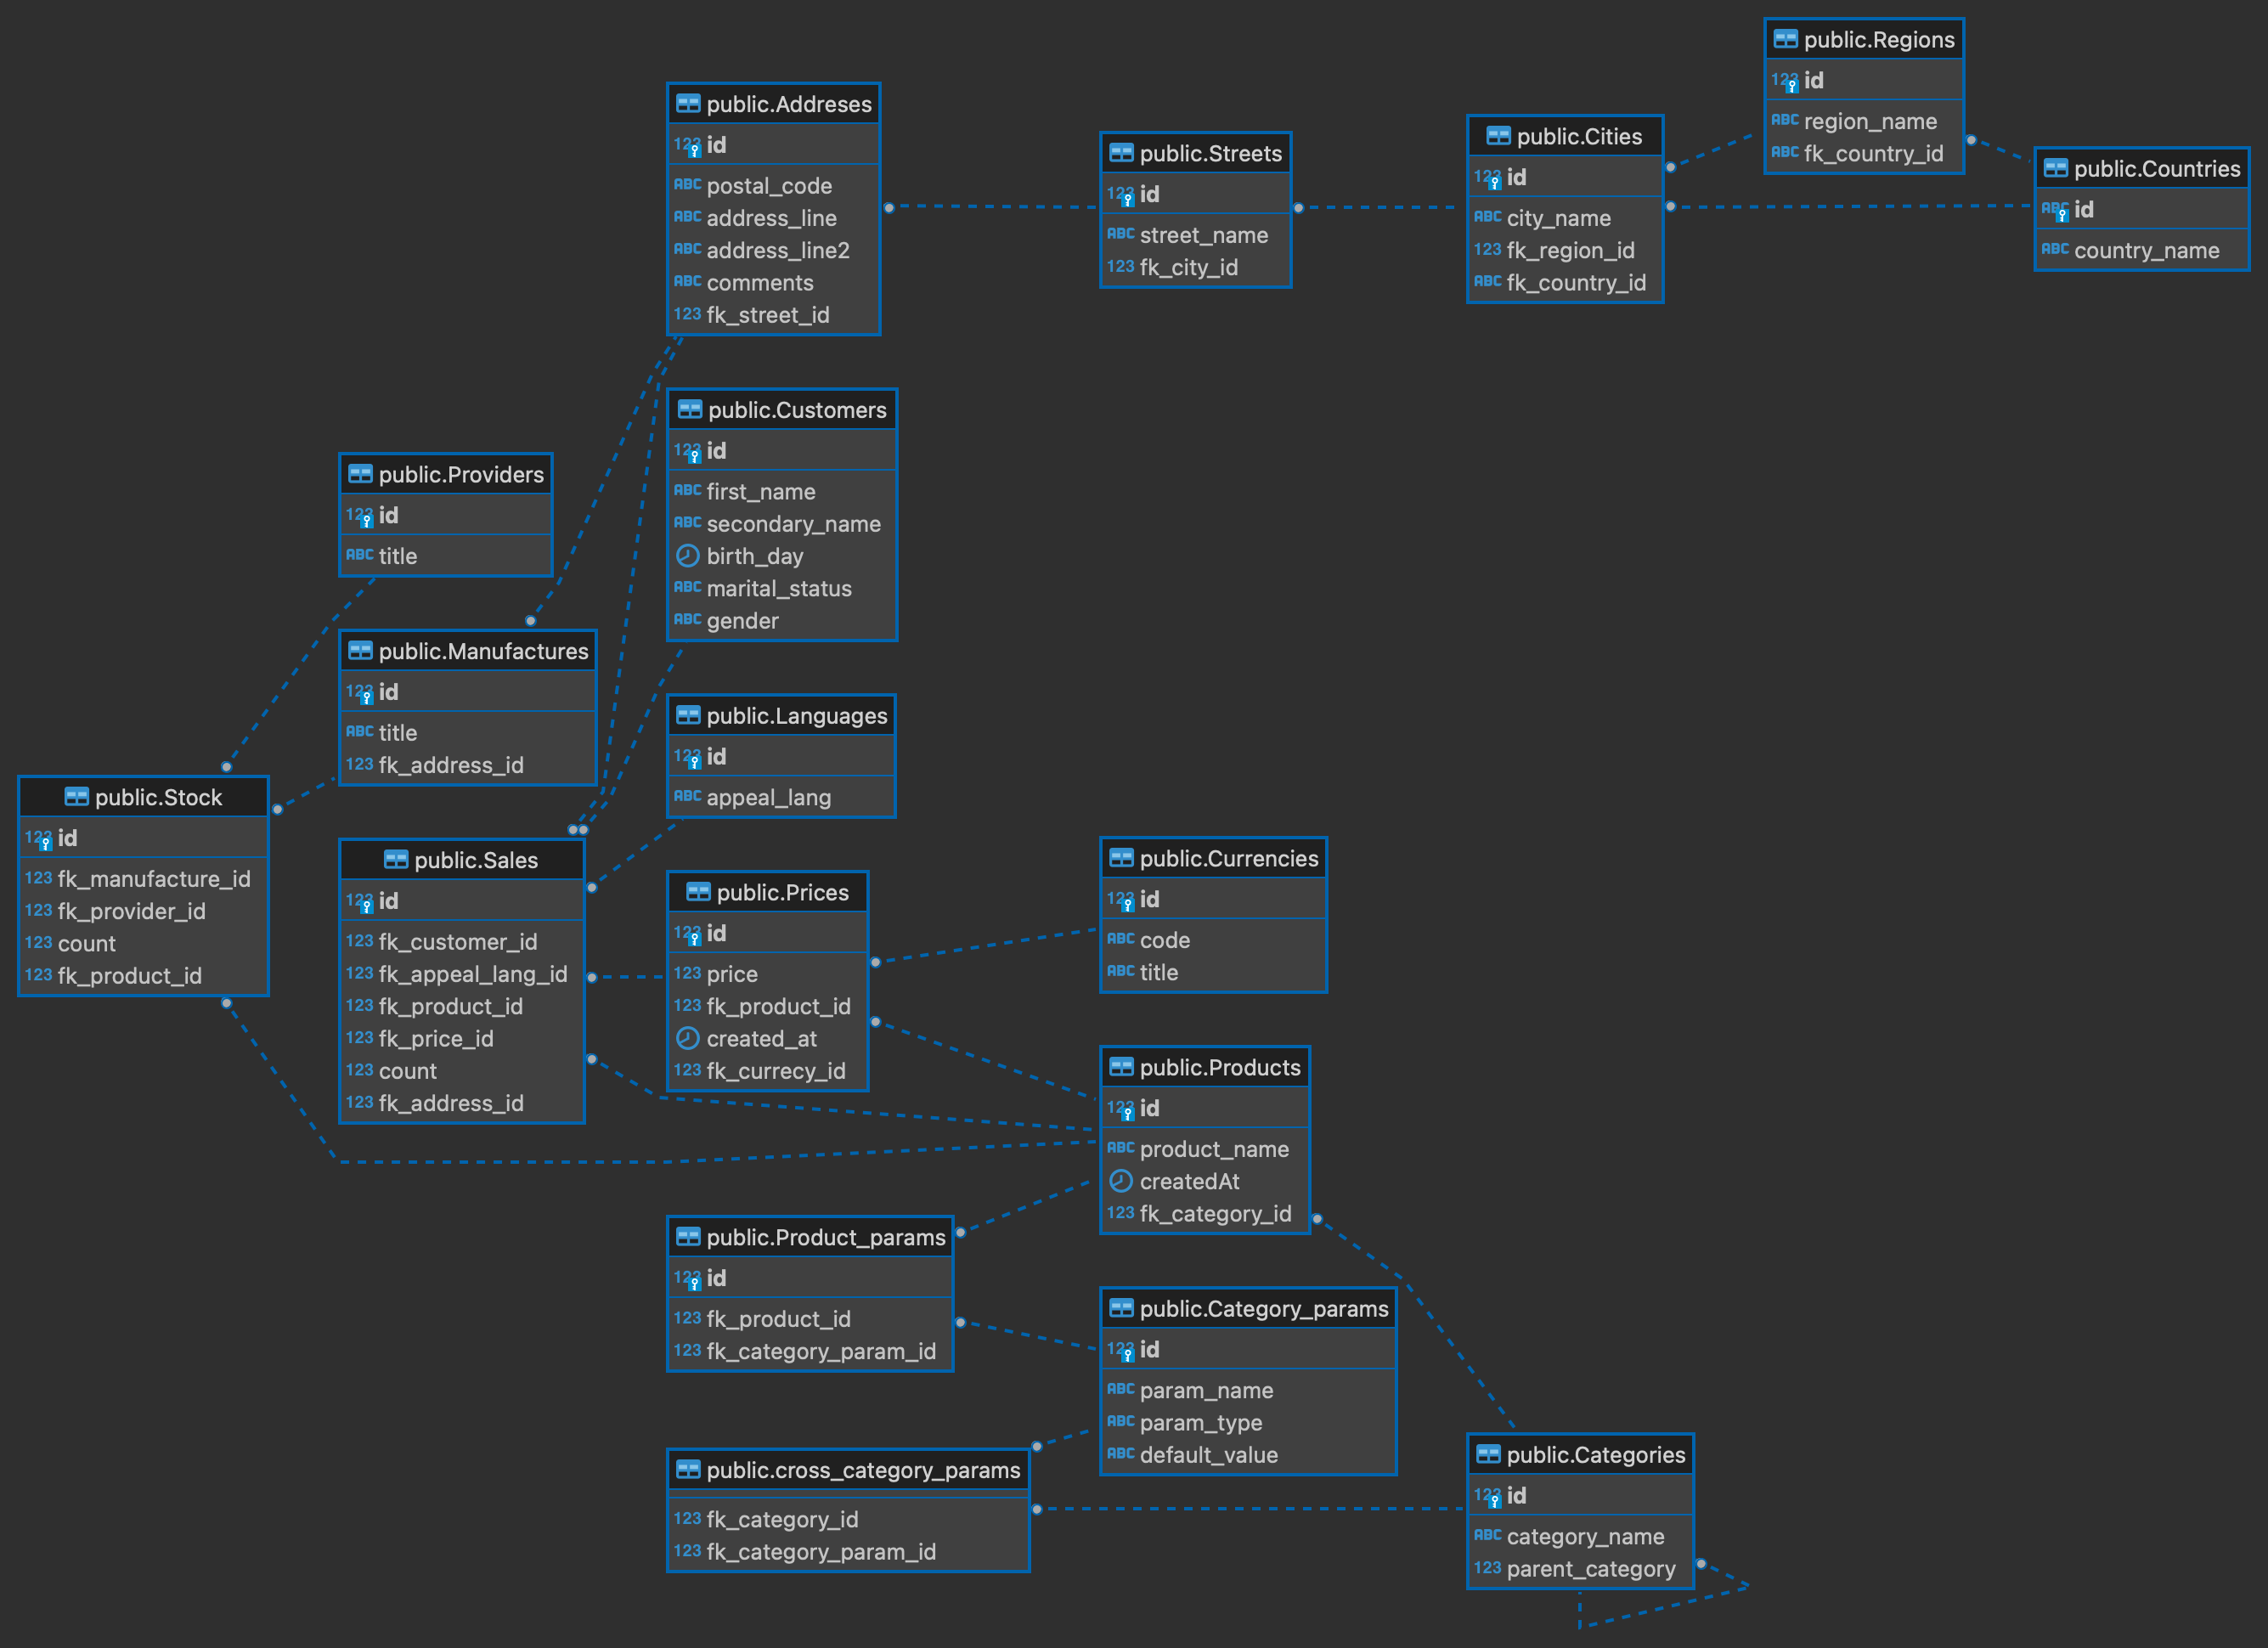 public.Regions
123 id
ABC region_name
ABC fk_country_id
public.Countries
ABC id
ABC country_name
public.Cities
123 id
ABC city_name
123 fk_region_id
ABC fk_country_id
public.Streets
123 id
ABC street_name
123 fk_city_id
public.Addreses
123 id
ABC postal_code
ABC address_line
ABC address_line2
ABC comments
123 fk_street_id
public.Customers
123 id
ABC first_name
ABC secondary_name
birth_day
ABC marital_status
ABC gender
public.Providers
123 id
ABC title
public.Manufactures
123 id
ABC title
123 fk_address_id
public.Languages
123 id
ABC appeal_lang
public.Stock
123 id
123 fk_manufacture_id
123 fk_provider_id
123 count
123 fk_product_id
public.Sales
123 id
123 fk_customer_id
123 fk_appeal_lang_id
123 fk_product_id
123 fk_price_id
123 count
123 fk_address_id
public.Prices
123 id
123 price
123 fk_product_id
created_at
123 fk_currecy_id
public.Currencies
123 id
ABC code
ABC title
public.Products
123 id
ABC product_name
createdAt
123 fk_category_id
public.Product_params
123 id
123 fk_product_id
123 fk_category_param_id
public.Category_params
123 id
ABC param_name
ABC param_type
ABC default_value
public.cross_category_params
123 fk_category_id
123 fk_category_param_id
public.Categories
123 id
ABC category_name
123 parent_category